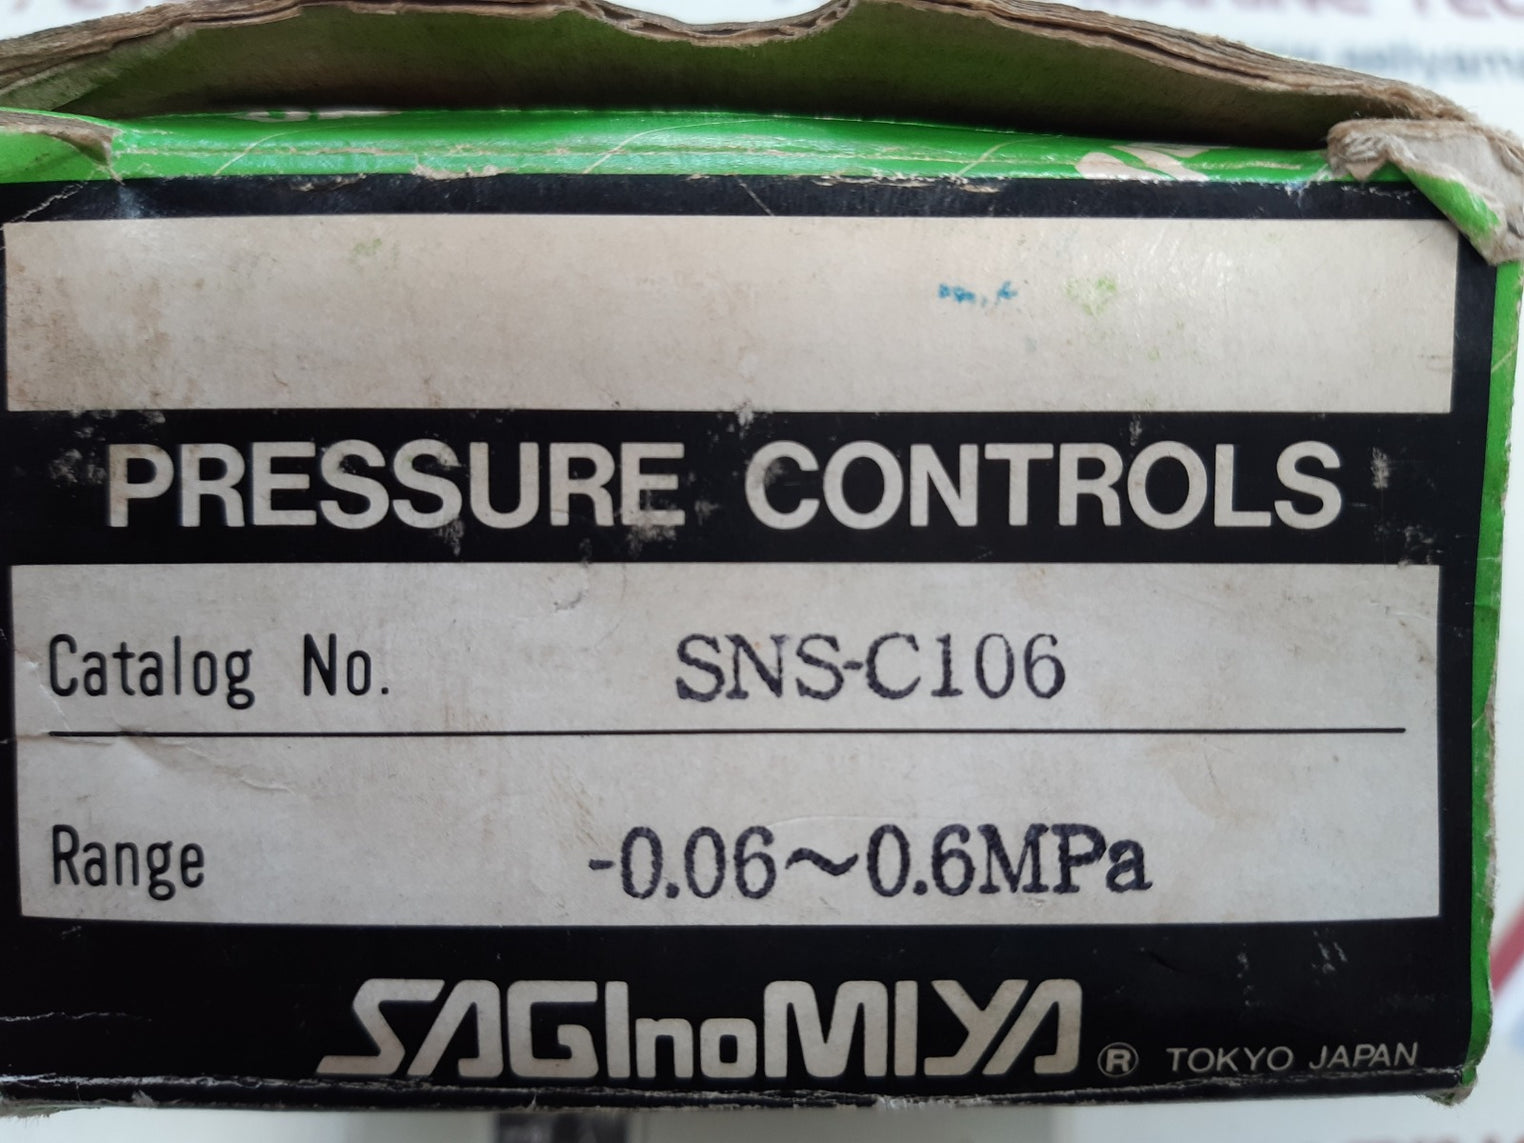 PRESSURE CONTROLS
Catalog No. SNS-C106
Range -0.06～0.6MPa
SAGInoMIYA ® TOKYO JAPAN